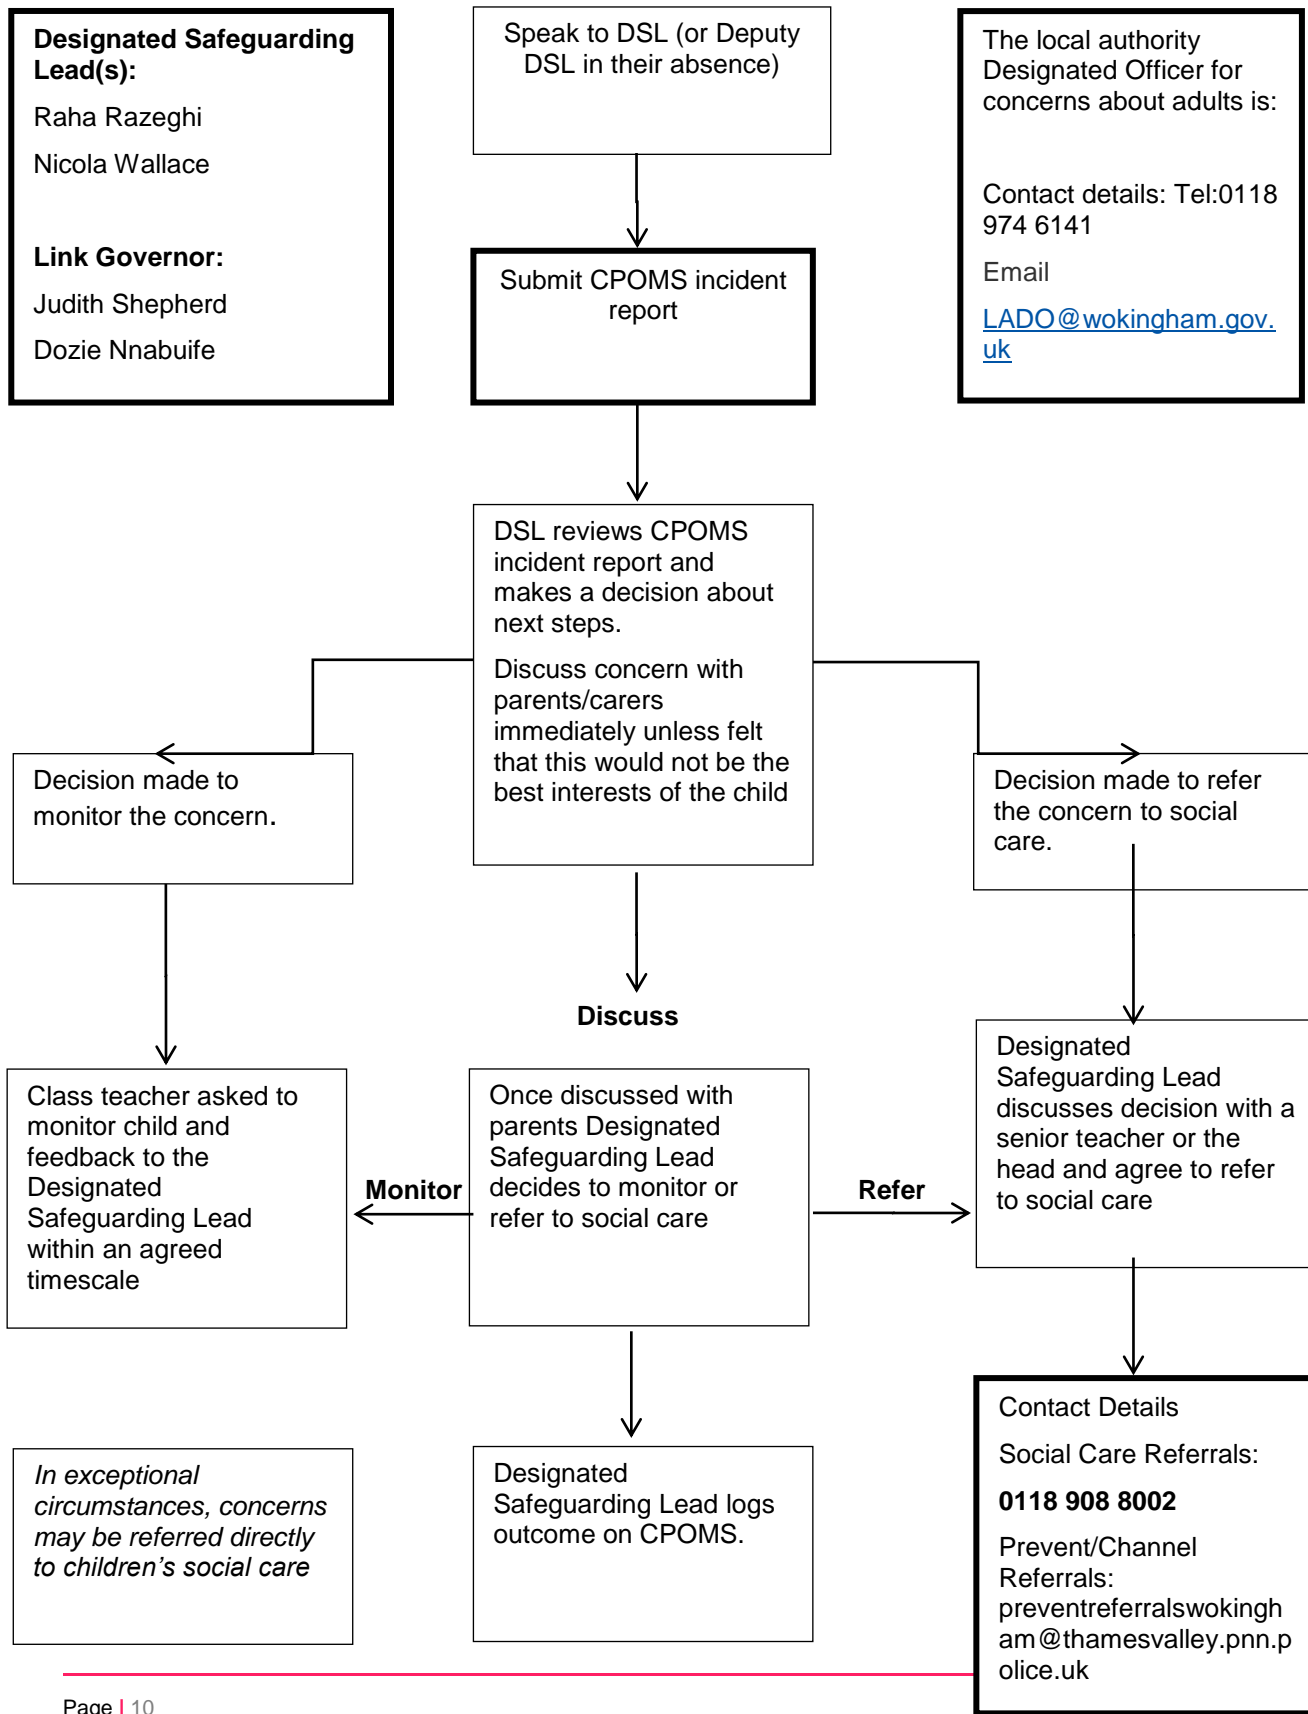 Designated Safeguarding
Lead(s):
Raha Razeghi
Nicola Wallace
Link Governor:
Judith Shepherd
Dozie Nnabuife
Speak to DSL (or Deputy
DSL in their absence)
The local authority
Designated Officer for
concerns about adults is:
Contact details: Tel:0118
974 6141
Email
LADO@wokingham.gov.
uk
Submit CPOMS incident
report
DSL reviews CPOMS
incident report and
makes a decision about
next steps.
Discuss concern with
parents/carers
immediately unless felt
that this would not be the
best interests of the child
Decision made to
monitor the concern.
Decision made to refer
the concern to social
care.
Discuss
Class teacher asked to
monitor child and
feedback to the
Designated
Safeguarding Lead
within an agreed
timescale
Monitor
Once discussed with
parents Designated
Safeguarding Lead
decides to monitor or
refer to social care
Refer
Designated
Safeguarding Lead
discusses decision with a
senior teacher or the
head and agree to refer
to social care
In exceptional
circumstances, concerns
may be referred directly
to children’s social care
Designated
Safeguarding Lead logs
outcome on CPOMS.
Contact Details
Social Care Referrals:
0118 908 8002
Prevent/Channel
Referrals:
preventreferralswokingh
am@thamesvalley.pnn.p
olice.uk
Page | 10